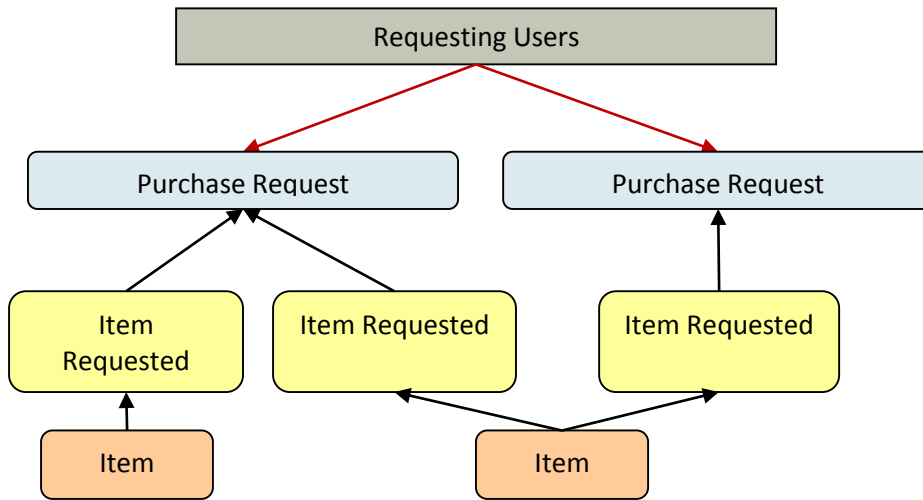 Requesting Users
Purchase Request
Purchase Request
Item
Requested
Item Requested
Item Requested
Item
Item